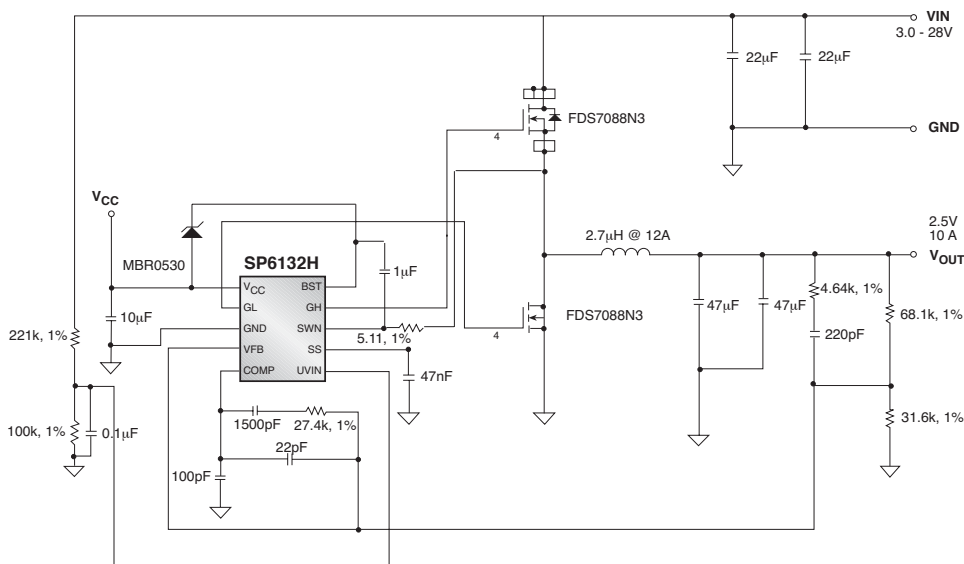 VIN
3.0 - 28V
22µF
22µF
FDS7088N3
4
GND
VCC
2.5V
10 A
2.7µH @ 12A
VOUT
MBR0530
SP6132H
1µF
VCC
BST
4.64k, 1%
GL
GH
47µF
47µF
10µF
FDS7088N3
68.1k, 1%
GND
SWN
221k, 1%
5.11, 1%
4
220pF
VFB
SS
COMP
UVIN
47nF
1500pF
27.4k, 1%
31.6k, 1%
100k, 1%
0.1µF
22pF
100pF